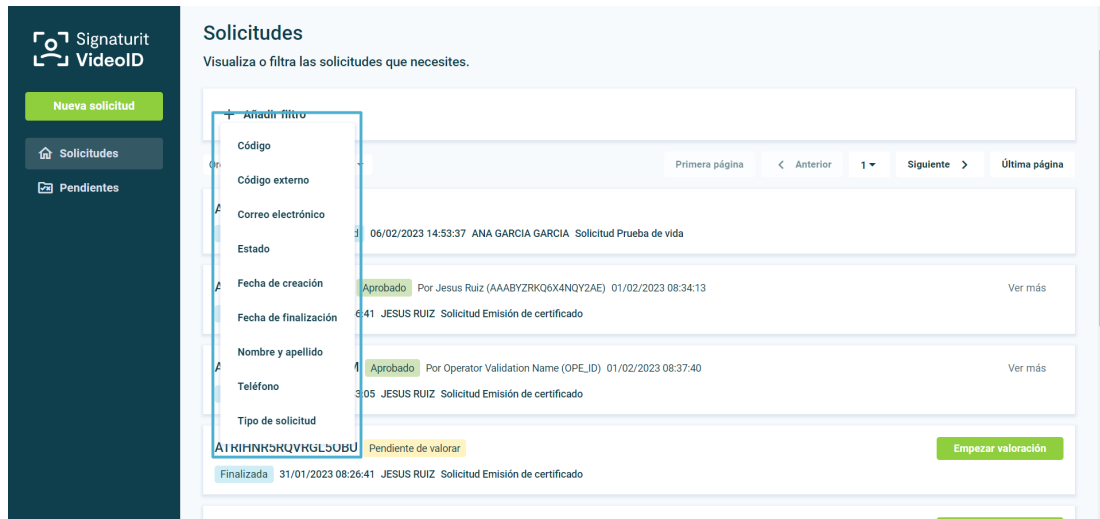 Signaturit
VideoID
Nueva solicitud
Solicitudes
Pendientes
Solicitudes
Visualiza o filtra las solicitudes que necesites.
+ Añadir filtro
Código
Código externo
Correo electrónico
Estado
Fecha de creación
Fecha de finalización
Nombre y apellido
Teléfono
Tipo de solicitud
Primera página < Anterior 1 Siguiente > Última página
06/02/2023 14:53:37 ANA GARCIA GARCIA Solicitud Prueba de vida
Aprobado Por Jesus Ruiz (AAABYZRKQ6X4NQY2AE) 01/02/2023 08:34:13 Ver más
6:41 JESUS RUIZ Solicitud Emisión de certificado
Aprobado Por Operator Validation Name (OPE_ID) 01/02/2023 08:37:40 Ver más
3:05 JESUS RUIZ Solicitud Emisión de certificado
ATRIHNR5RQVRGL5OBU Pendiente de valorar Empezar valoración
Finalizada 31/01/2023 08:26:41 JESUS RUIZ Solicitud Emisión de certificado